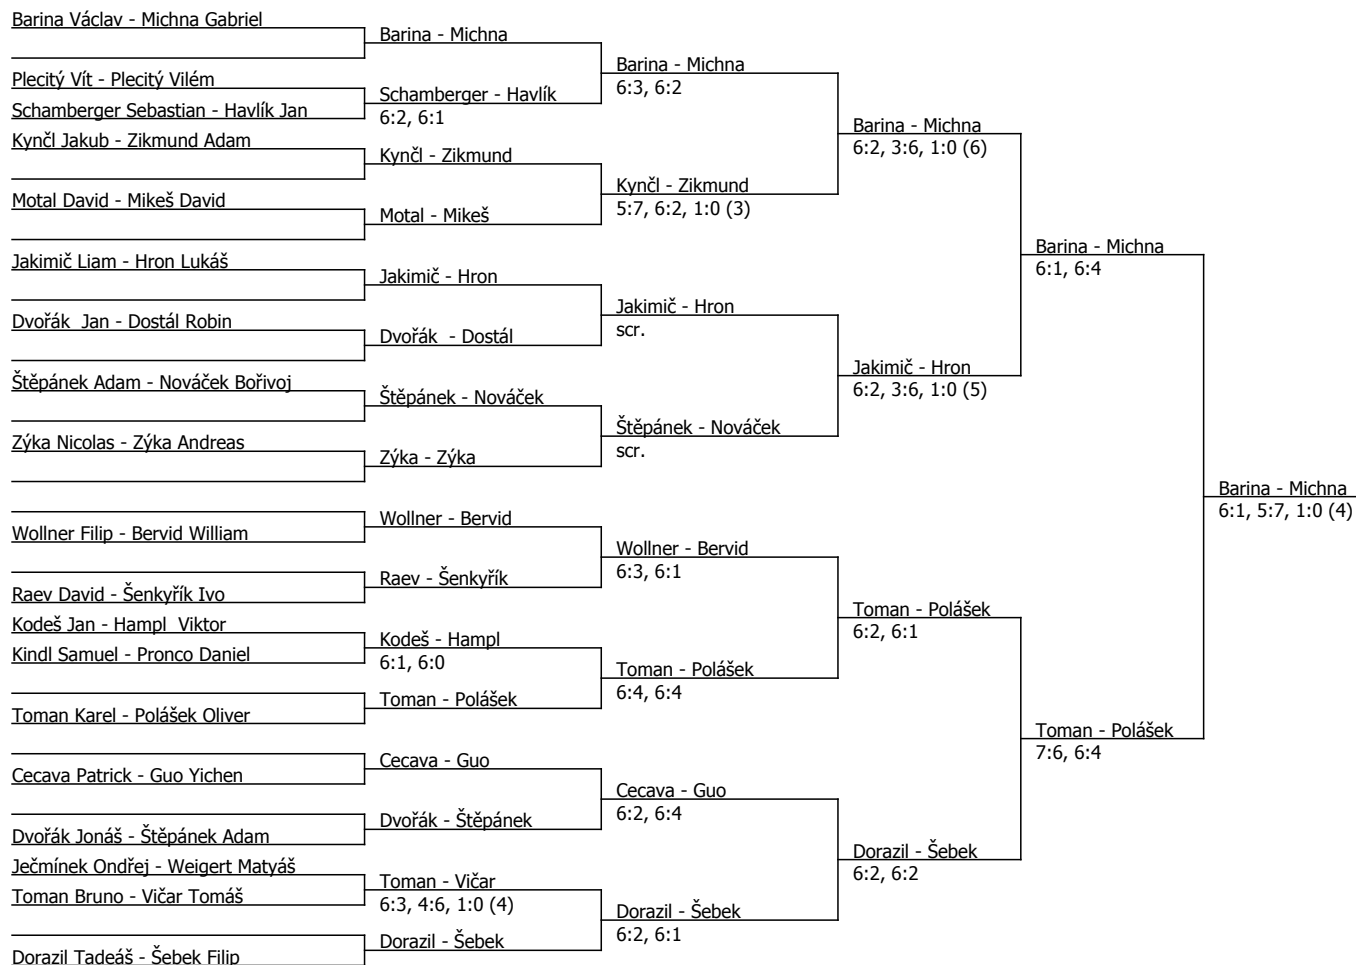 Barina Václav - Michna Gabriel
Plecitý Vít - Plecitý Vilém
Schamberger Sebastian - Havlík Jan
Kynčl Jakub - Zikmund Adam
Motal David - Mikeš David
Jakimič Liam - Hron Lukáš
Dvořák  Jan - Dostál Robin
Štěpánek Adam - Nováček Bořivoj
Zýka Nicolas - Zýka Andreas
Wollner Filip - Bervid William
Raev David - Šenkyřík Ivo
Kodeš Jan - Hampl  Viktor
Kindl Samuel - Pronco Daniel
Toman Karel - Polášek Oliver
Cecava Patrick - Guo Yichen
Dvořák Jonáš - Štěpánek Adam
Ječmínek Ondřej - Weigert Matyáš
Toman Bruno - Vičar Tomáš
Dorazil Tadeáš - Šebek Filip
Barina - Michna
Schamberger - Havlík
6:2, 6:1
Kynčl - Zikmund
Motal - Mikeš
Jakimič - Hron
Dvořák  - Dostál
Štěpánek - Nováček
Zýka - Zýka
Wollner - Bervid
Raev - Šenkyřík
Kodeš - Hampl
6:1, 6:0
Toman - Polášek
Cecava - Guo
Dvořák - Štěpánek
Toman - Vičar
6:3, 4:6, 1:0 (4)
Dorazil - Šebek
Barina - Michna
6:3, 6:2
Kynčl - Zikmund
5:7, 6:2, 1:0 (3)
Jakimič - Hron
scr.
Štěpánek - Nováček
scr.
Wollner - Bervid
6:3, 6:1
Toman - Polášek
6:4, 6:4
Cecava - Guo
6:2, 6:4
Dorazil - Šebek
6:2, 6:1
Barina - Michna
6:2, 3:6, 1:0 (6)
Jakimič - Hron
6:2, 3:6, 1:0 (5)
Toman - Polášek
6:2, 6:1
Dorazil - Šebek
6:2, 6:2
Barina - Michna
6:1, 6:4
Toman - Polášek
7:6, 6:4
Barina - Michna
6:1, 5:7, 1:0 (4)